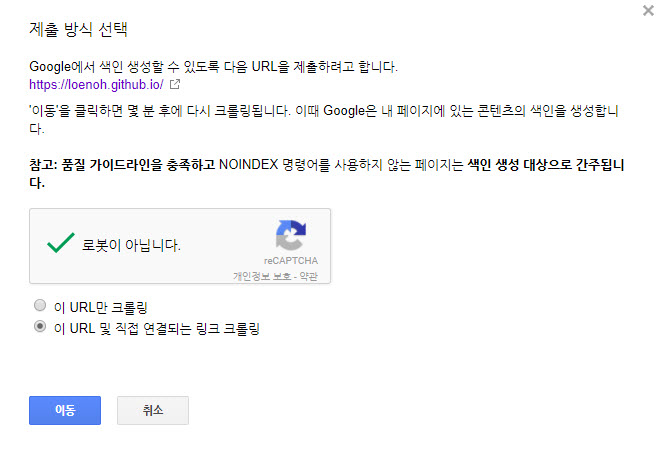 제출 방식 선택
Google에서 색인 생성할 수 있도록 다음 URL을 제출하려고 합니다.
https://loenoh.github.io/
'이동'을 클릭하면 몇 분 후에 다시 크롤링됩니다. 이때 Google은 내 페이지에 있는 콘텐츠의 색인을 생성합니
다.
참고: 품질 가이드라인을 충족하고 NOINDEX 명령어를 사용하지 않는 페이지는 색인 생성 대상으로 간주됩니
다.
로봇이 아닙니다.
reCAPTCHA
개인정보 보호 - 약관
이 URL만 크롤링
이 URL 및 직접 연결되는 링크 크롤링
이동 취소